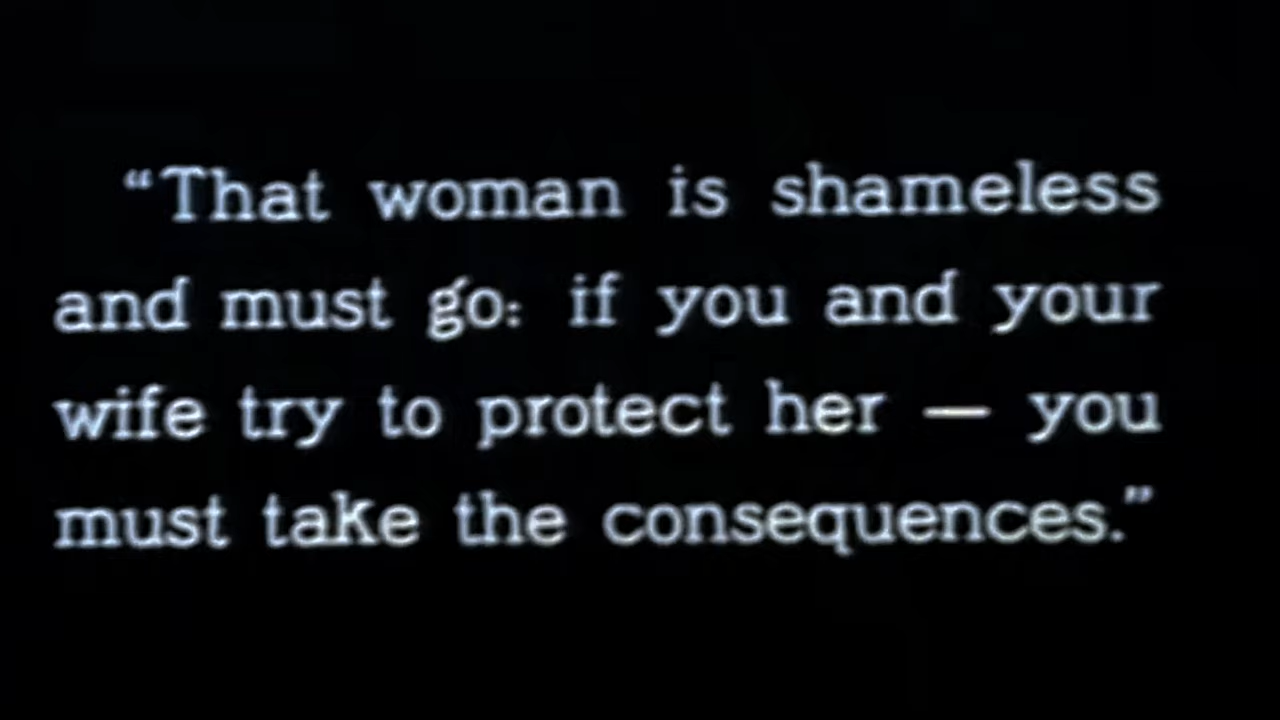 “That woman is shameless
and must go: if you and your
wife try to protect her — you
must take the consequences.”